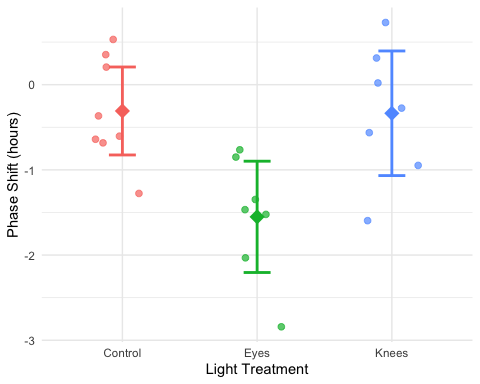 0
-1
-2
-3
Phase Shift (hours)
Control Eyes Knees
Light Treatment